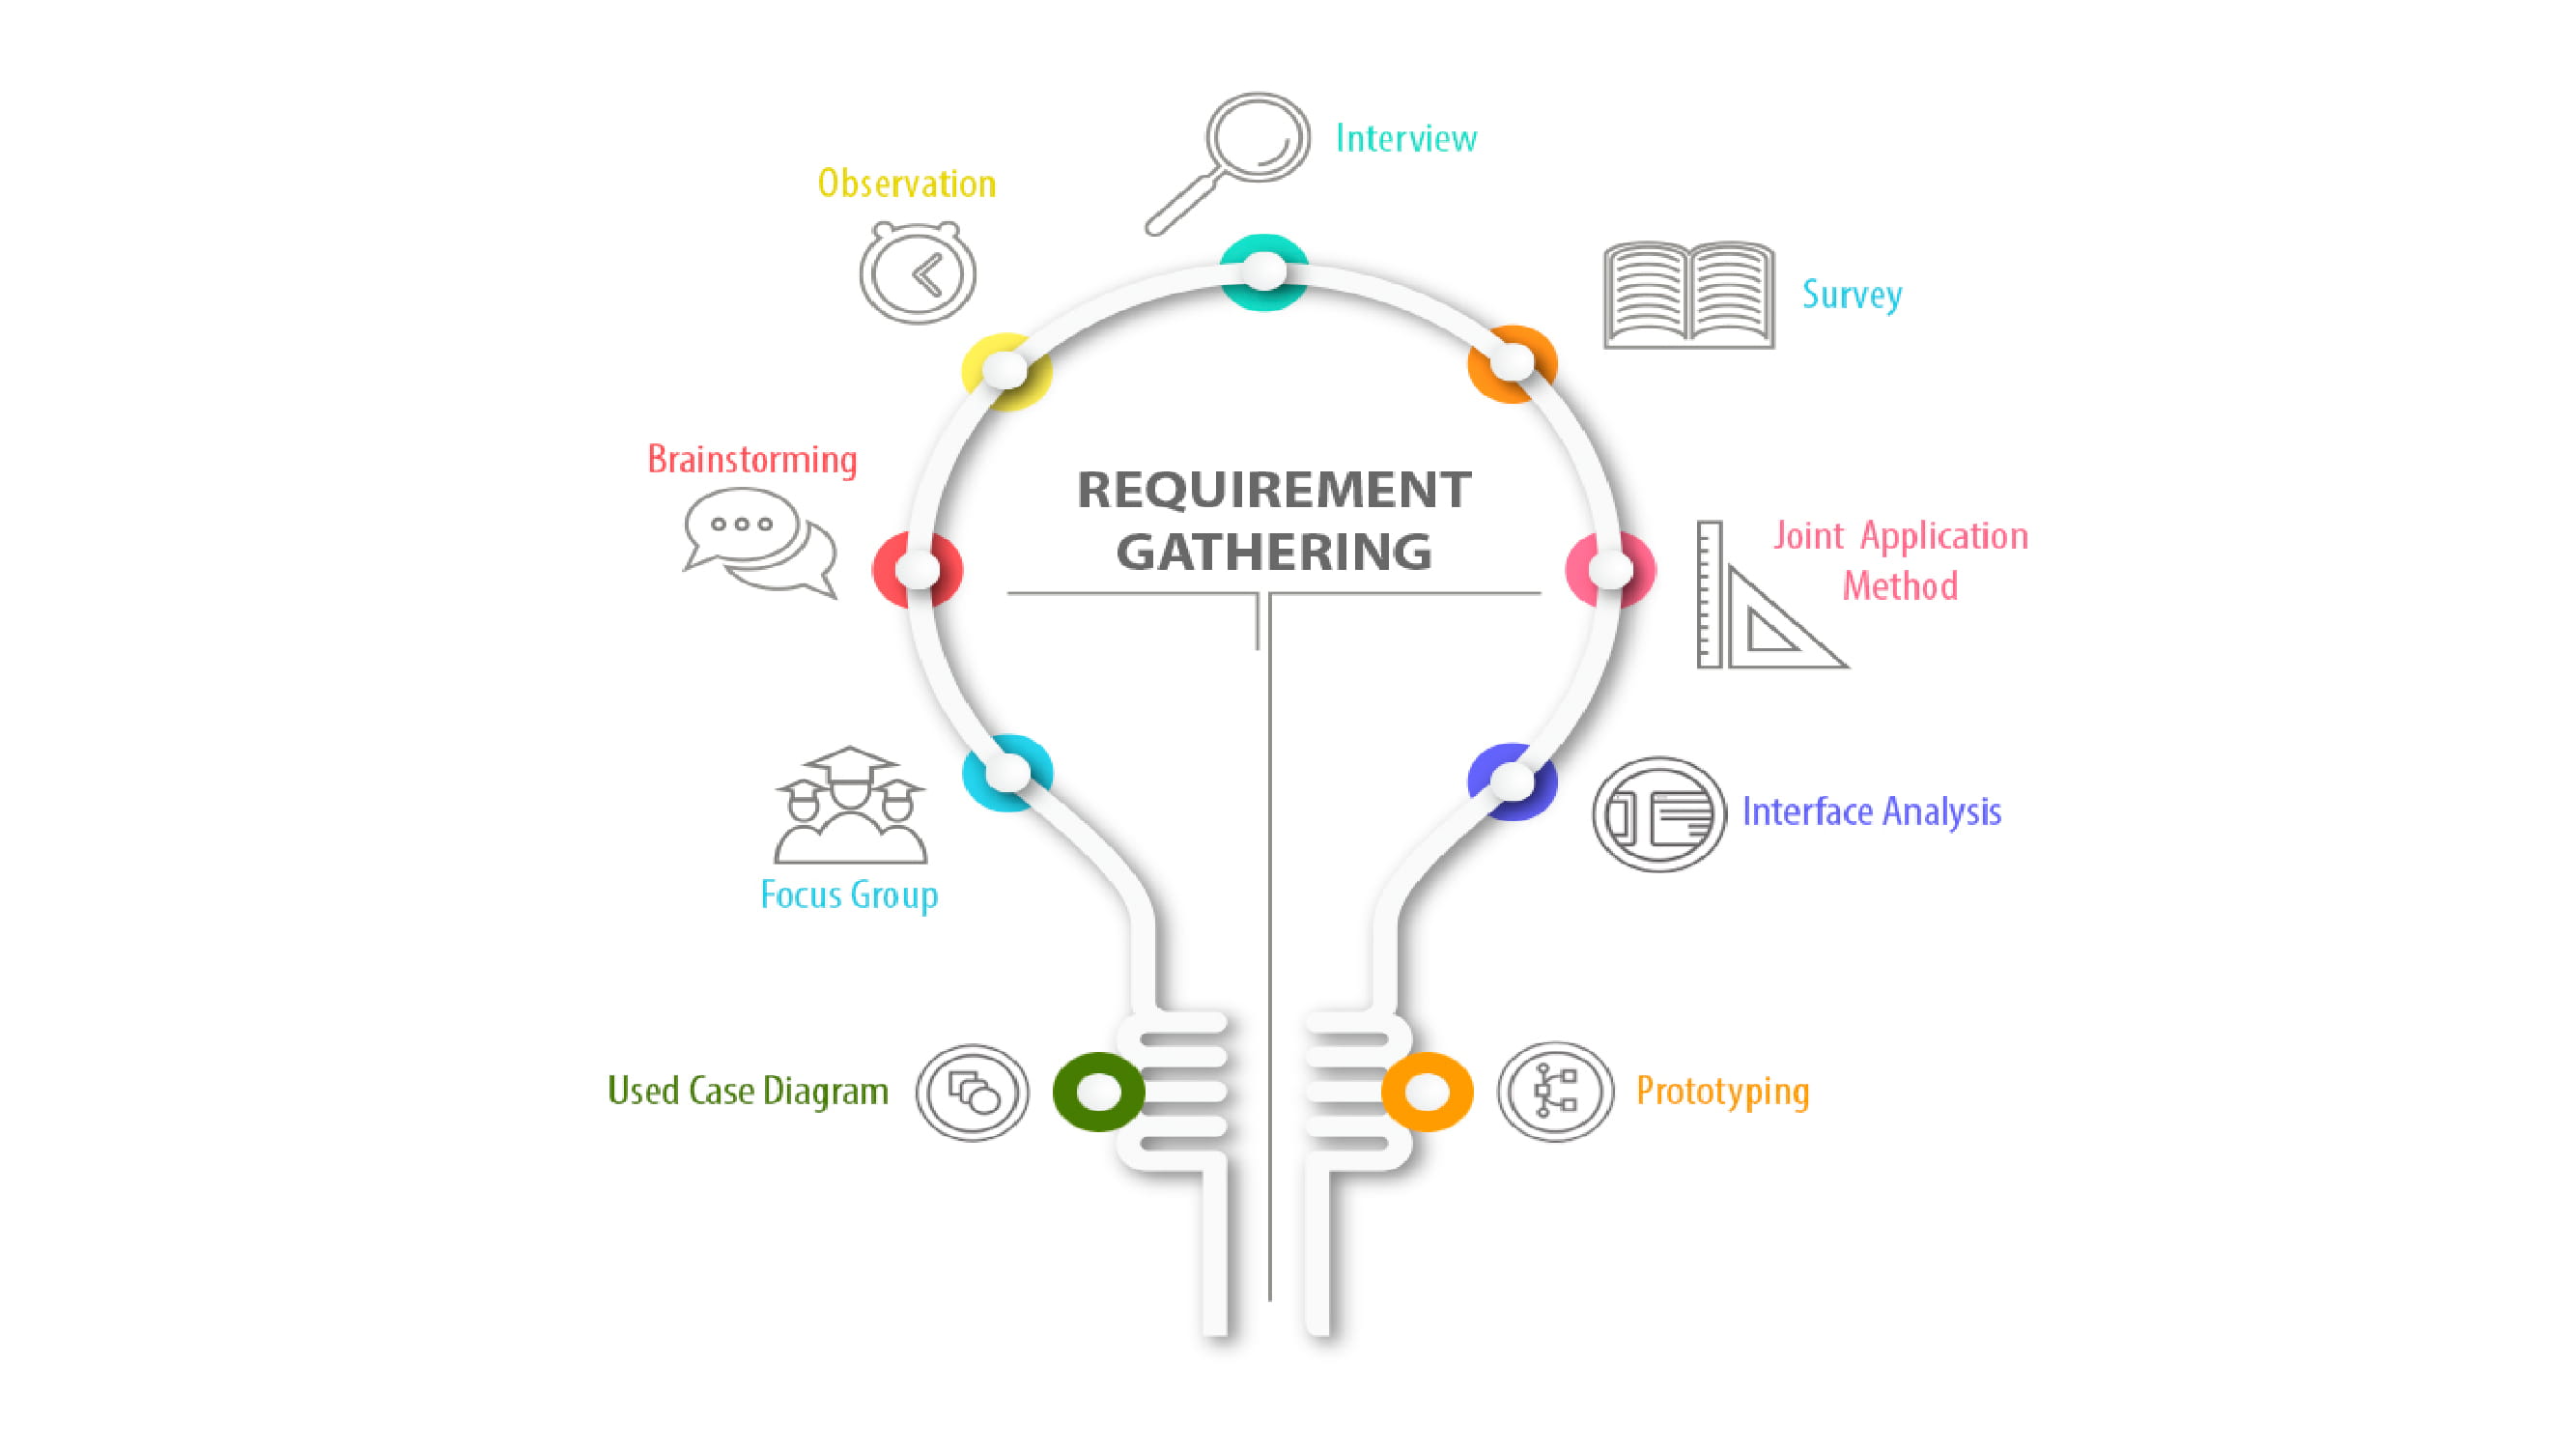 Interview
Observation
Survey
Brainstorming
REQUIREMENT
GATHERING
Joint Application
Method
Interface Analysis
Focus Group
Used Case Diagram
Prototyping